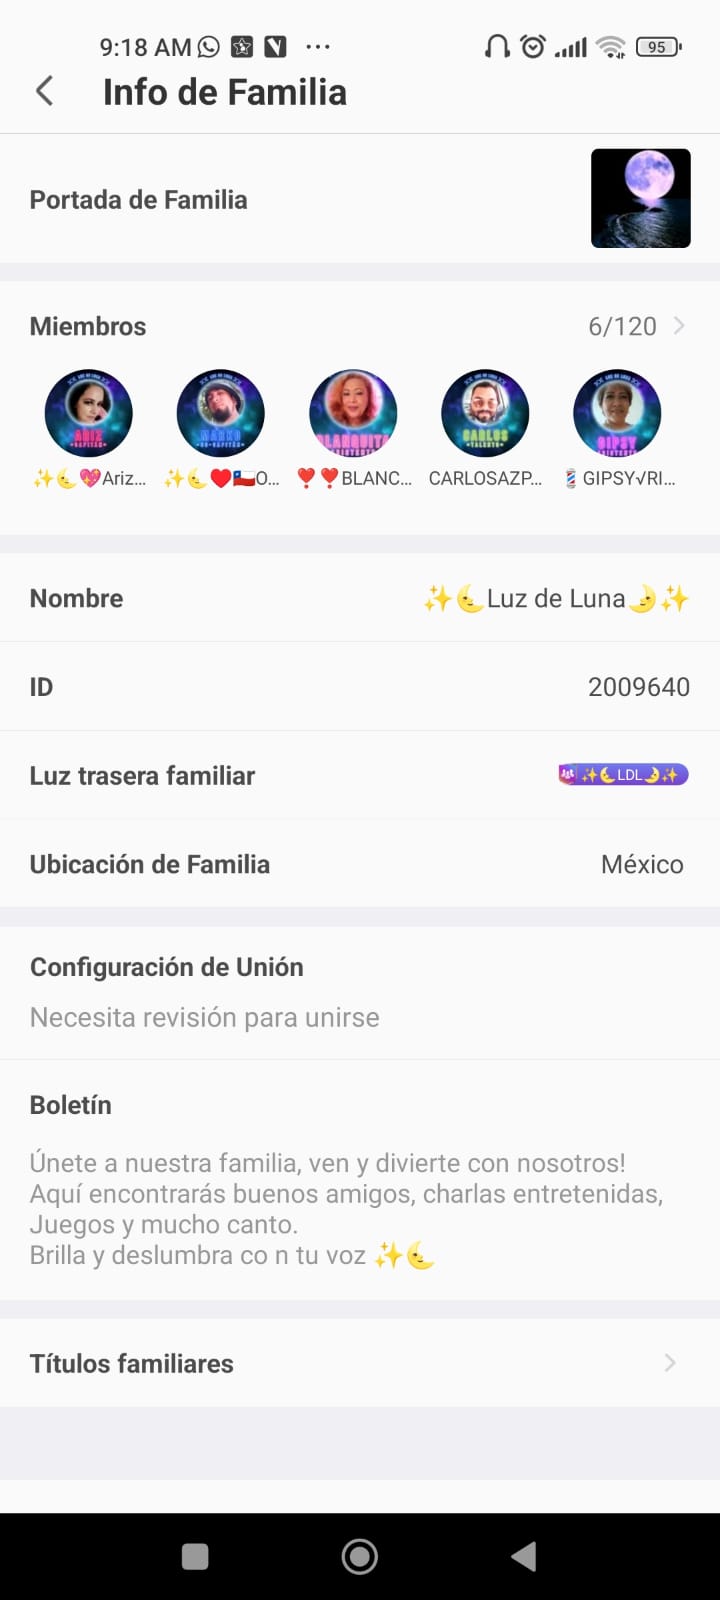 9:18 AM ... 95
Info de Familia
Portada de Familia
Miembros 6/120
ARIZ MARKO BLANQUITA CARLOS GIPSY
✨🌜💖Ariz... ✨🌜❤️🇨🇱O... ❣️❣️BLANC... CARLOSAZP... 💈GIPSY√RI...
Nombre ✨🌜Luz de Luna🌛✨
ID 2009640
Luz trasera familiar ✨🌜LDL🌛✨
Ubicación de Familia México
Configuración de Unión
Necesita revisión para unirse
Boletín
Únete a nuestra familia, ven y divierte con nosotros!
Aquí encontrarás buenos amigos, charlas entretenidas,
Juegos y mucho canto.
Brilla y deslumbra co n tu voz ✨🌜
Títulos familiares